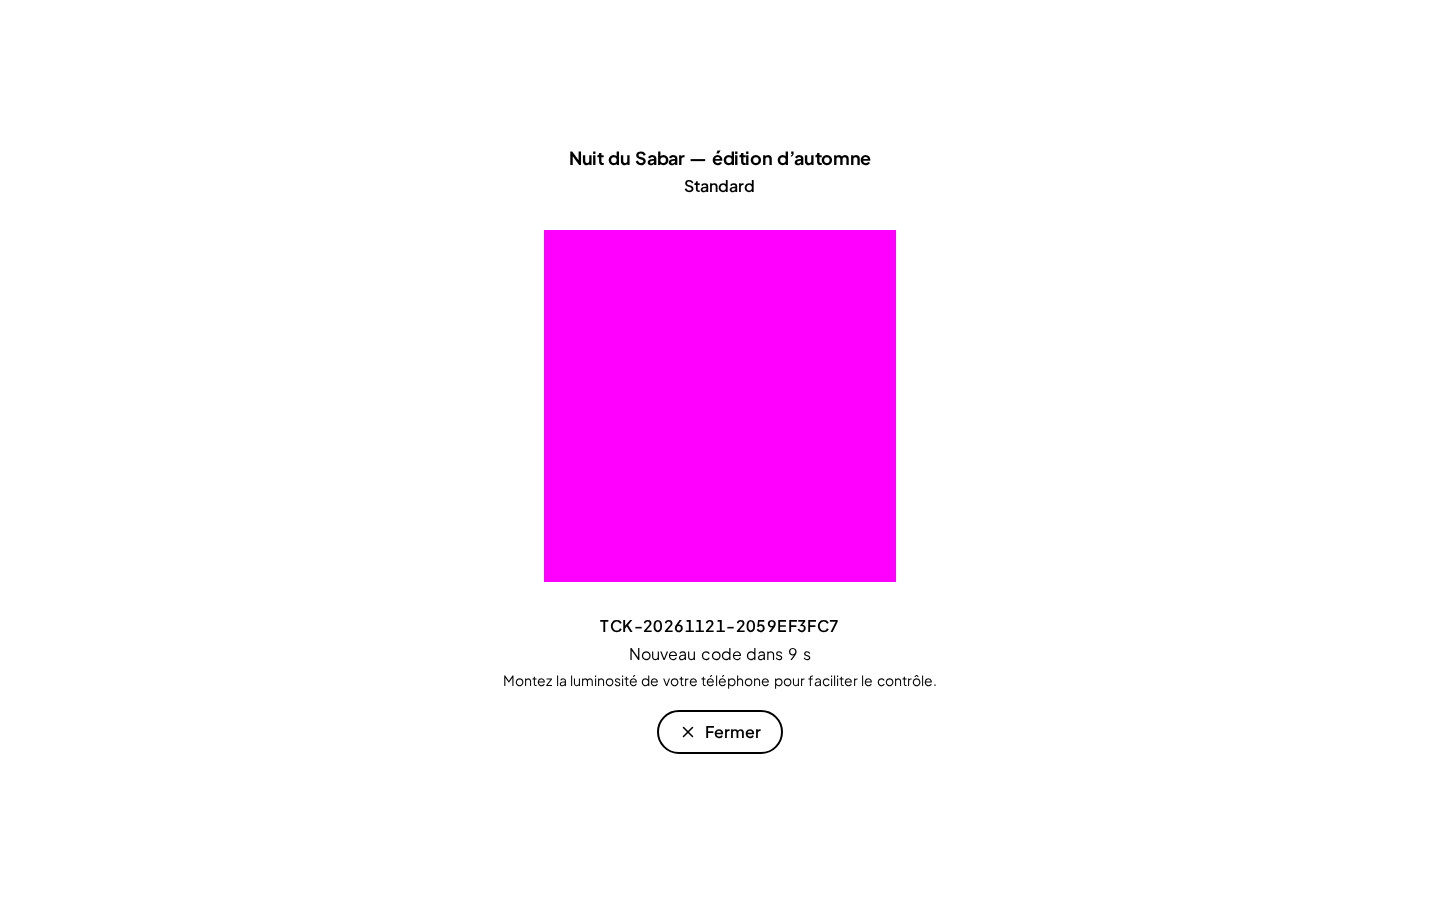 Nuit du Sabar — édition d’automne
Standard
TCK-20261121-2059EF3FC7
Nouveau code dans 9 s
Montez la luminosité de votre téléphone pour faciliter le contrôle.
Fermer